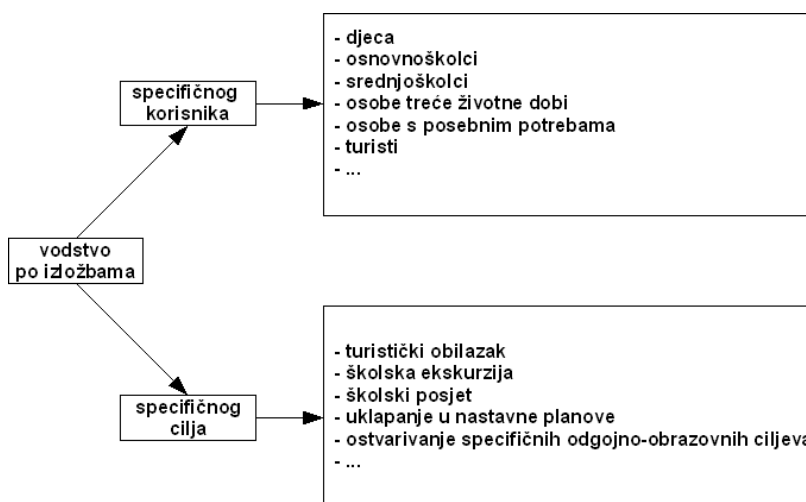 - djeca
- osnovnoškolci
- srednjoškolci
- osobe treće životne dobi
- osobe s posebnim potrebama
- turisti
- ...
specifičnog
korisnika
vodstvo
po izložbama
specifičnog
cilja
- turistički obilazak
- školska ekskurzija
- školski posjet
- uklapanje u nastavne planove
- ostvarivanje specifičnih odgojno-obrazovnih ciljeva
- ...